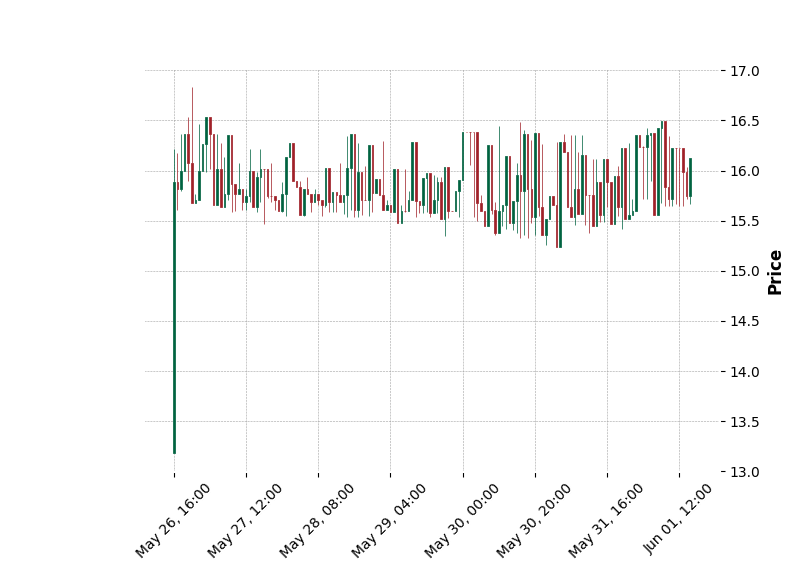 17.0
16.5
16.0
15.5
15.0
14.5
14.0
13.5
13.0
Price
May 26, 16:00
May 27, 12:00
May 28, 08:00
May 29, 04:00
May 30, 00:00
May 30, 20:00
May 31, 16:00
Jun 01, 12:00